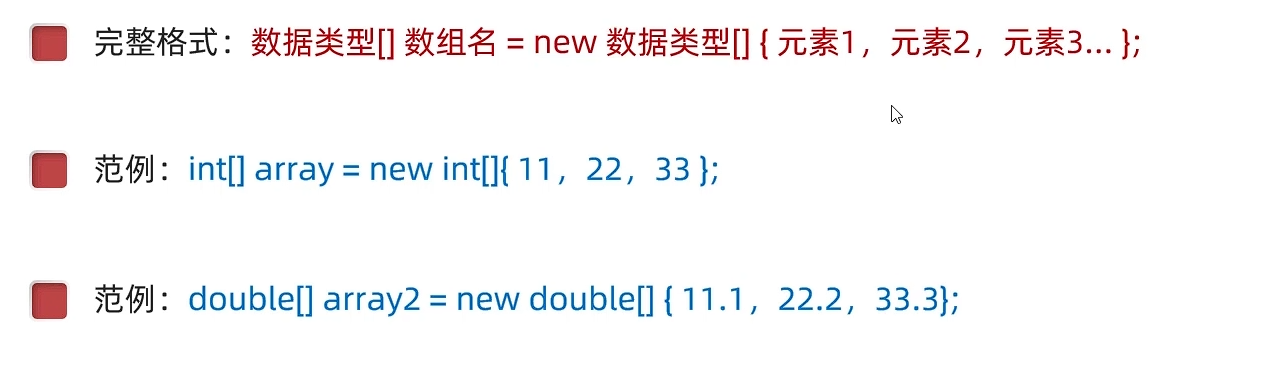 完整格式：数据类型[] 数组名 = new 数据类型[] { 元素1，元素2，元素3... };
范例：int[] array = new int[]{ 11，22，33 };
范例：double[] array2 = new double[] { 11.1，22.2，33.3};